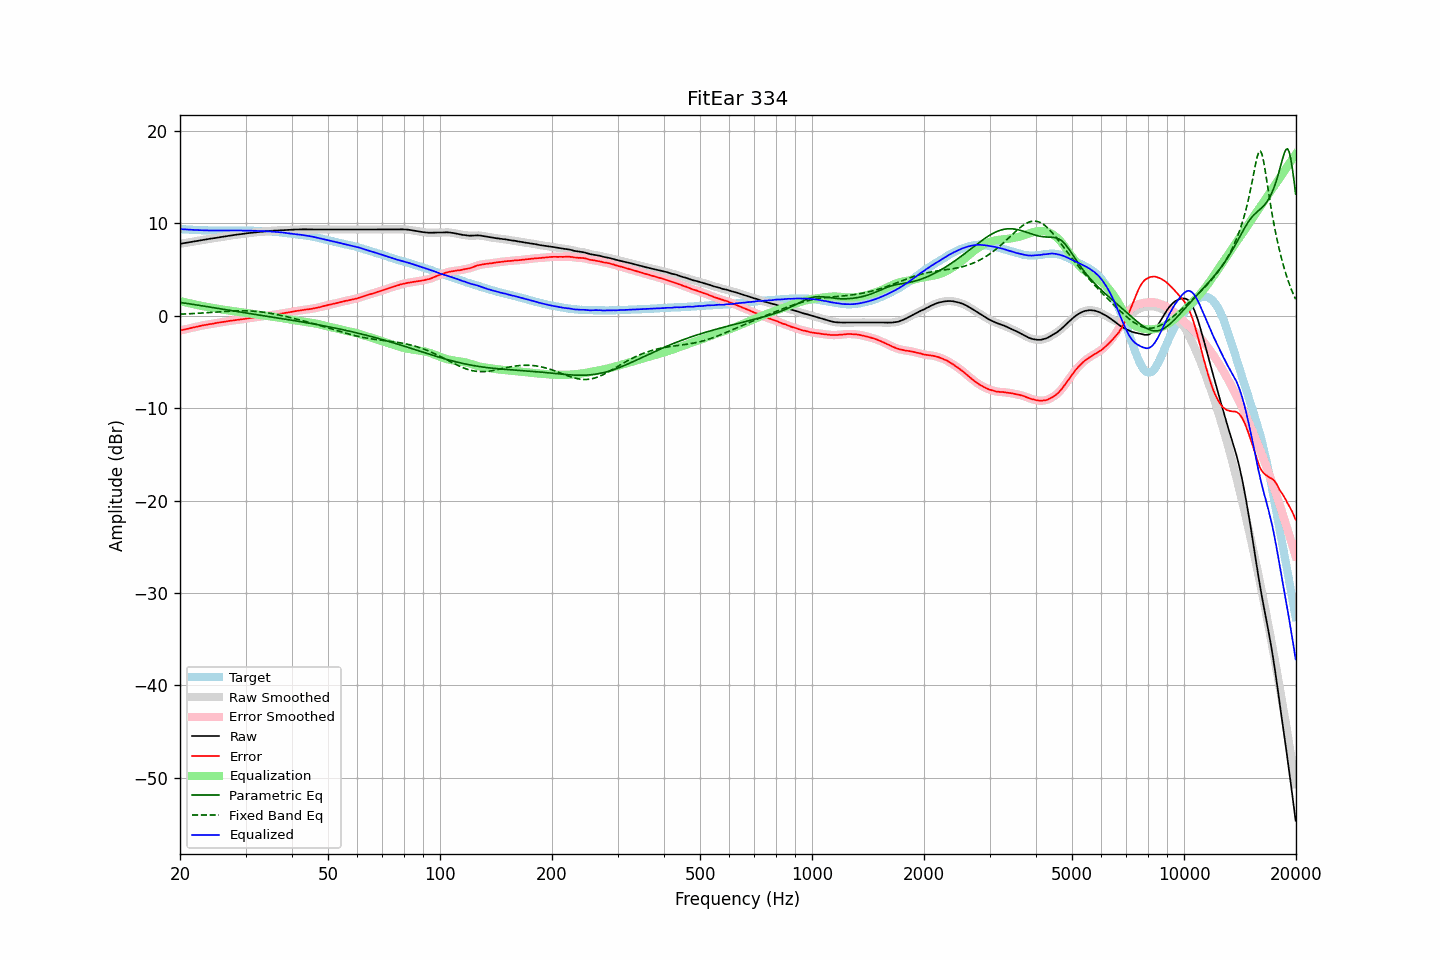 FitEar 334
20
10
0
−10
−20
−30
−40
−50
Amplitude (dBr)
Target
Raw Smoothed
Error Smoothed
Raw
Error
Equalization
Parametric Eq
Fixed Band Eq
Equalized
20 50 100 200 500 1000 2000 5000 10000 20000
Frequency (Hz)